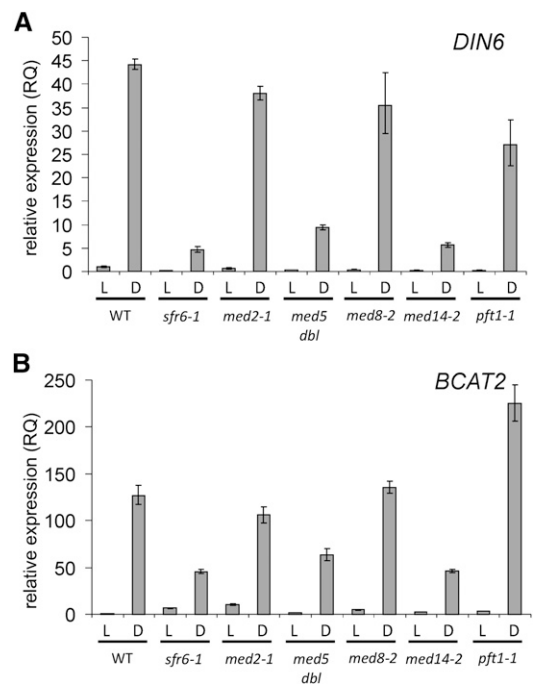 A
DIN6
relative expression (RQ)
50
45
40
35
30
25
20
15
10
5
0
L D L D L D L D L D L D L D
WT sfr6-1 med2-1 med5 dbl med8-2 med14-2 pft1-1
B
BCAT2
relative expression (RQ)
250
200
150
100
50
0
L D L D L D L D L D L D L D
WT sfr6-1 med2-1 med5 dbl med8-2 med14-2 pft1-1